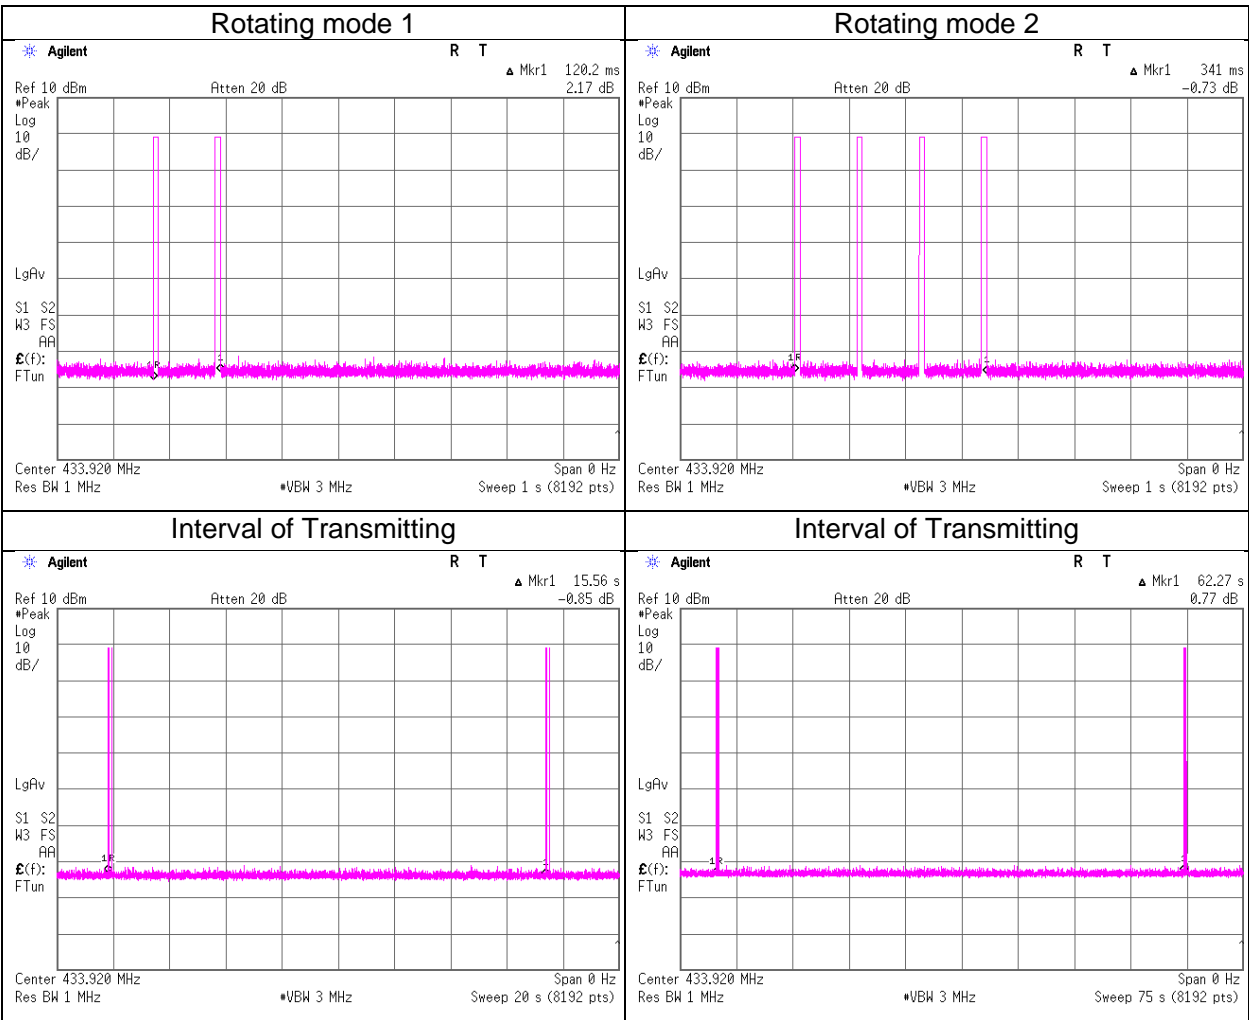 Rotating mode 1
Agilent
R T
Δ Mkr1 120.2 ms
Ref 10 dBm Atten 20 dB 2.17 dB
#Peak
Log
10
dB/
LgAv
S1 S2
W3 FS
AA
£(f):
FTun
1R
1
Center 433.920 MHz Span 0 Hz
Res BW 1 MHz #VBW 3 MHz Sweep 1 s (8192 pts)
Rotating mode 2
Agilent
R T
Δ Mkr1 341 ms
Ref 10 dBm Atten 20 dB -0.73 dB
#Peak
Log
10
dB/
LgAv
S1 S2
W3 FS
AA
£(f):
FTun
1R
1
Center 433.920 MHz Span 0 Hz
Res BW 1 MHz #VBW 3 MHz Sweep 1 s (8192 pts)
Interval of Transmitting
Agilent
R T
Δ Mkr1 15.56 s
Ref 10 dBm Atten 20 dB -0.85 dB
#Peak
Log
10
dB/
LgAv
S1 S2
W3 FS
AA
£(f):
FTun
1R
1
Center 433.920 MHz Span 0 Hz
Res BW 1 MHz #VBW 3 MHz Sweep 20 s (8192 pts)
Interval of Transmitting
Agilent
R T
Δ Mkr1 62.27 s
Ref 10 dBm Atten 20 dB 0.77 dB
#Peak
Log
10
dB/
LgAv
S1 S2
W3 FS
AA
£(f):
FTun
1R
1
Center 433.920 MHz Span 0 Hz
Res BW 1 MHz #VBW 3 MHz Sweep 75 s (8192 pts)